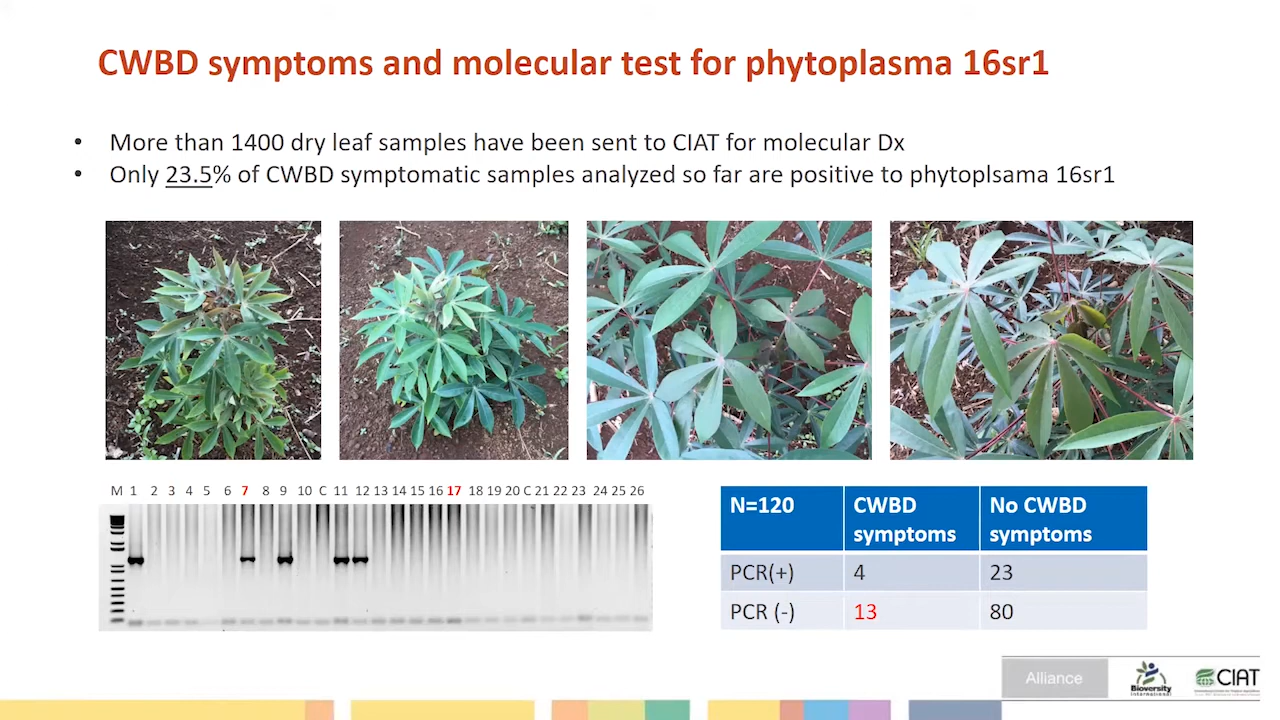 CWBD symptoms and molecular test for phytoplasma 16sr1
• More than 1400 dry leaf samples have been sent to CIAT for molecular Dx
• Only 23.5% of CWBD symptomatic samples analyzed so far are positive to phytoplsama 16sr1
M 1 2 3 4 5 6 7 8 9 10 C 11 12 13 14 15 16 17 18 19 20 C 21 22 23 24 25 26
N=120 CWBD symptoms No CWBD symptoms
PCR(+) 4 23
PCR (-) 13 80
Alliance
Bioversity
International
CIAT